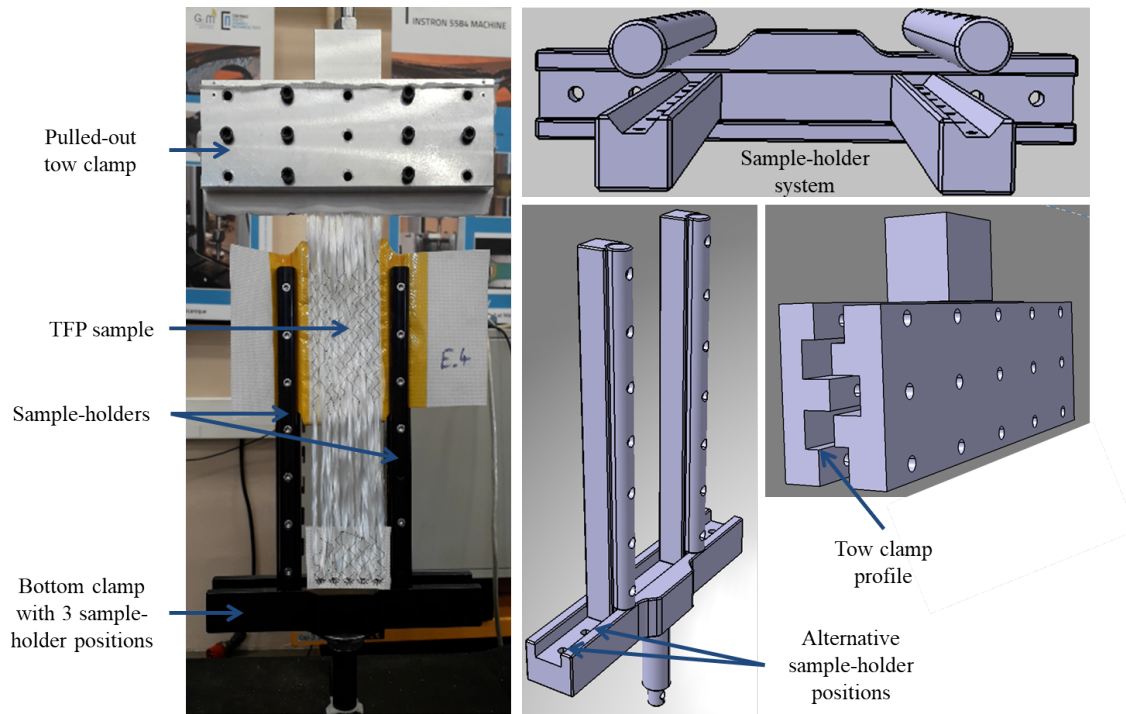 G2m
INSTRON 5584 MACHINE
Pulled-out
tow clamp
TFP sample
E.4
Sample-holders
Bottom clamp
with 3 sample-
holder positions
Sample-holder
system
Tow clamp
profile
Alternative
sample-holder
positions